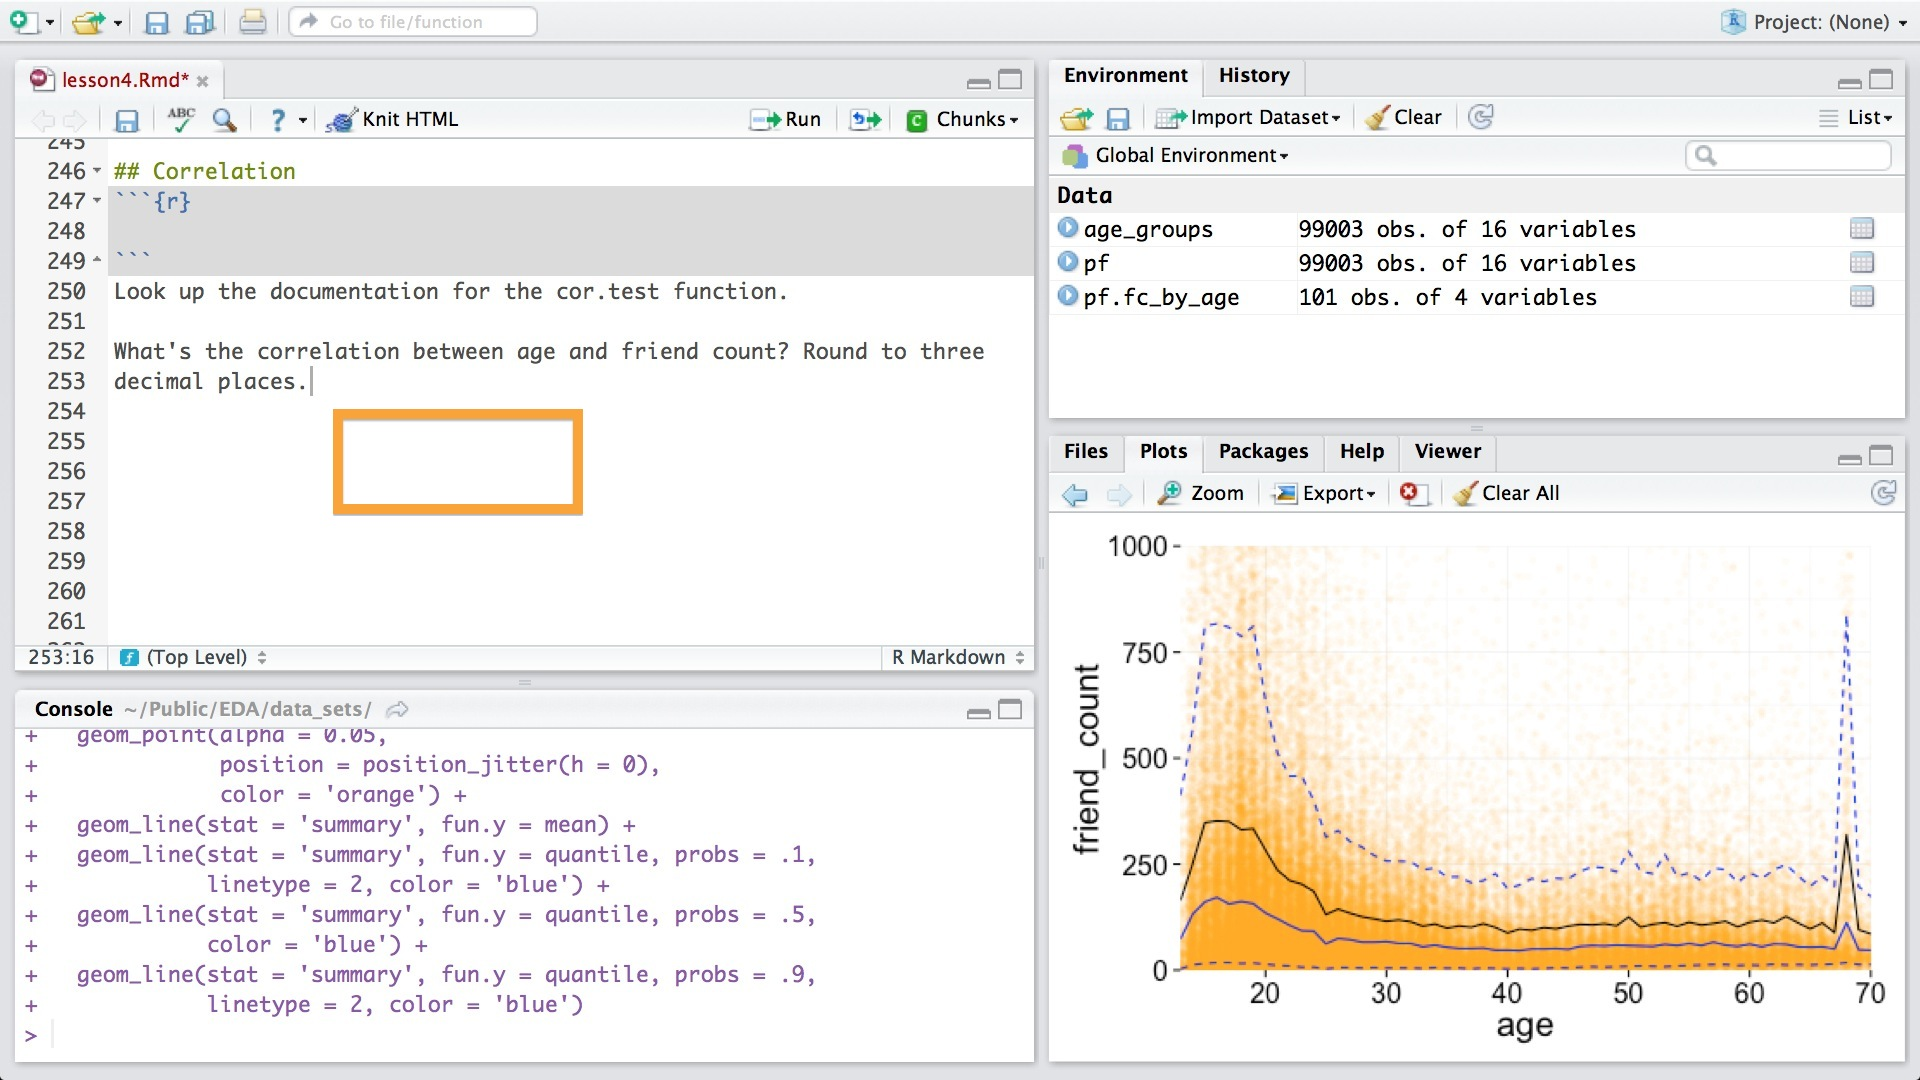 Go to file/function
Project: (None)
lesson4.Rmd*
ABC
?
Knit HTML
Run
C Chunks
245
246 ## Correlation
247 ```{r}
248
249 ```
250 Look up the documentation for the cor.test function.
251
252 What's the correlation between age and friend count? Round to three
253 decimal places.
254
255
256
257
258
259
260
261
253:16 (Top Level) R Markdown
Console ~/Public/EDA/data_sets/
+ geom_point(alpha = 0.05,
+ position = position_jitter(h = 0),
+ color = 'orange') +
+ geom_line(stat = 'summary', fun.y = mean) +
+ geom_line(stat = 'summary', fun.y = quantile, probs = .1,
+ linetype = 2, color = 'blue') +
+ geom_line(stat = 'summary', fun.y = quantile, probs = .5,
+ color = 'blue') +
+ geom_line(stat = 'summary', fun.y = quantile, probs = .9,
+ linetype = 2, color = 'blue')
>
Environment History
Import Dataset Clear List
Global Environment
Data
age_groups 99003 obs. of 16 variables
pf 99003 obs. of 16 variables
pf.fc_by_age 101 obs. of 4 variables
Files Plots Packages Help Viewer
Zoom Export Clear All
1000
750
500
250
0
friend_count
20 30 40 50 60 70
age